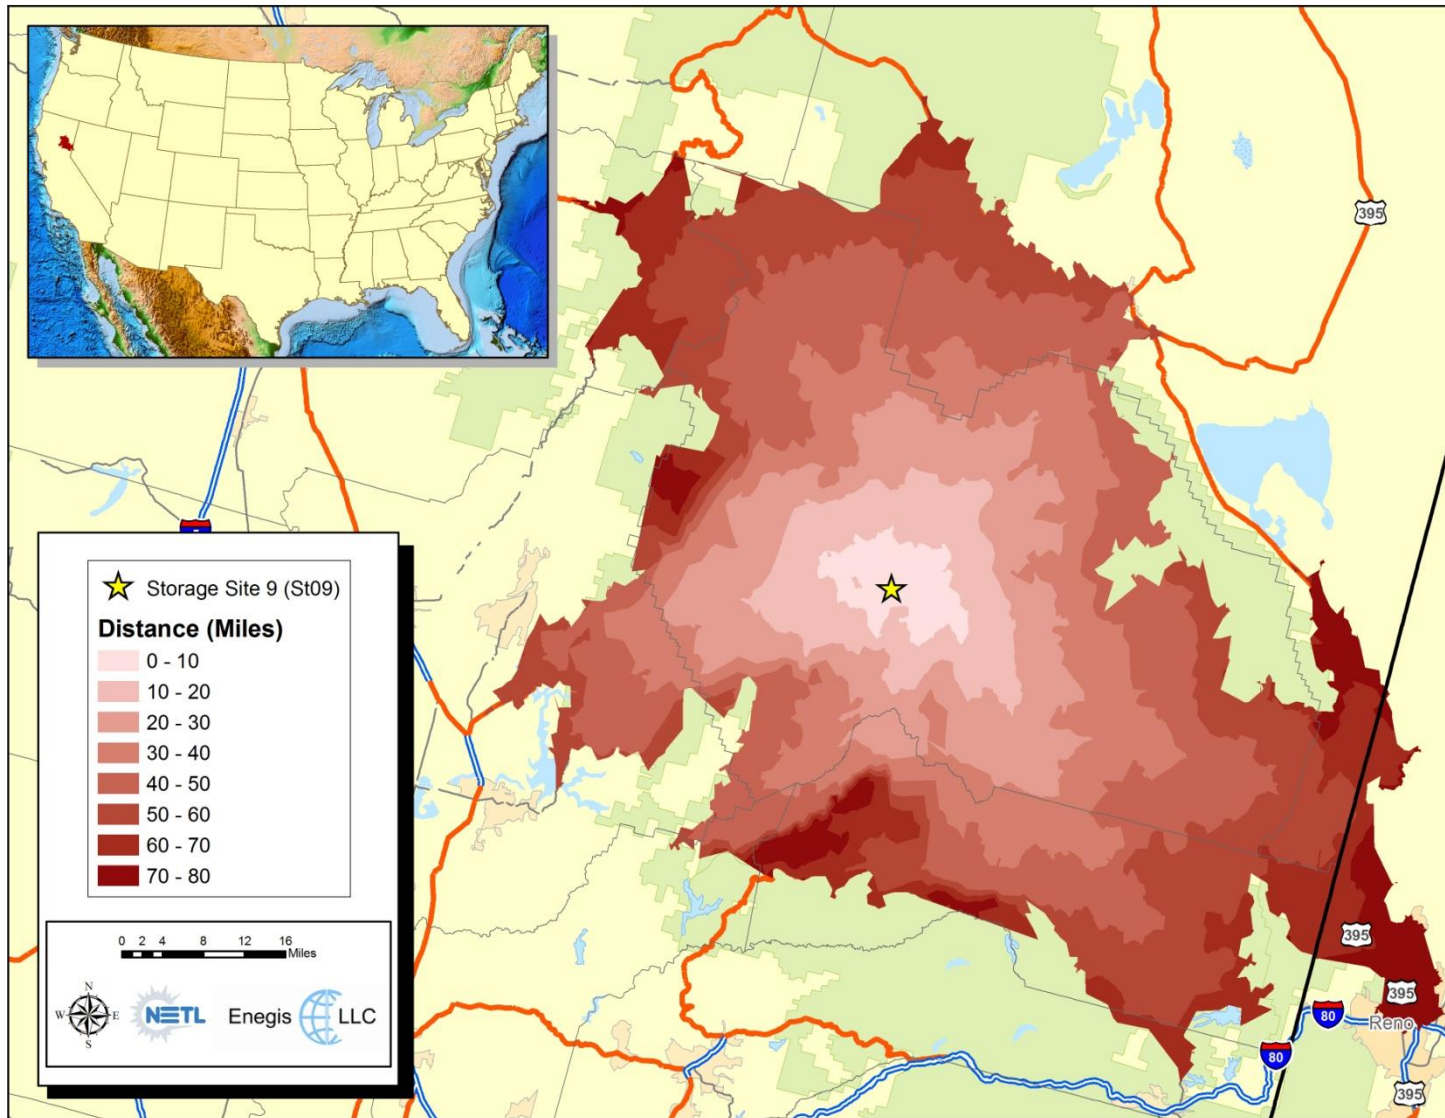 395
Storage Site 9 (St09)
Distance (Miles)
0 - 10
10 - 20
20 - 30
30 - 40
40 - 50
50 - 60
60 - 70
70 - 80
0 2 4 8 12 16
Miles
N
W E
S
NETL
Enegis LLC
395
395
80
Reno
80
395